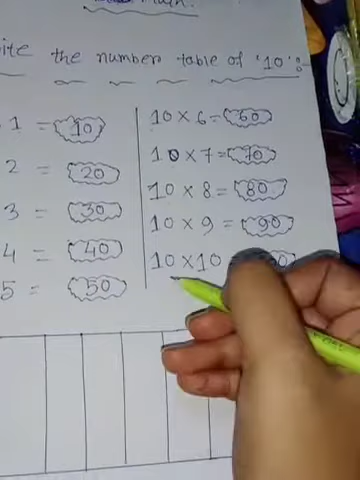 Math.
ite the number table of '10' :-
1 = 10
2 = 20
3 = 30
4 = 40
5 = 50
10 × 6 = 60
10 × 7 = 70
10 × 8 = 80
10 × 9 = 90
10 × 10